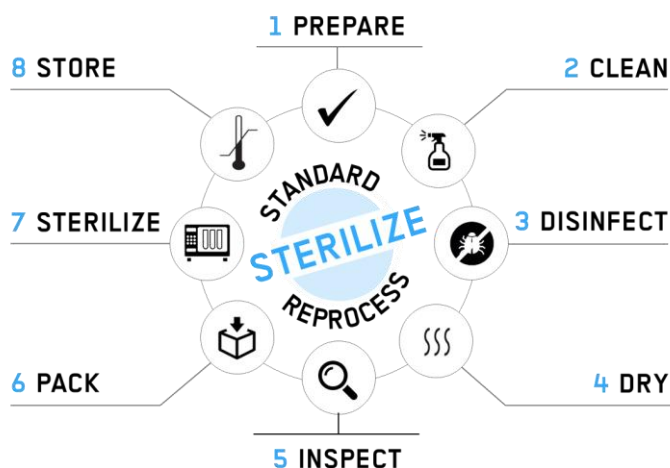 1 PREPARE
2 CLEAN
3 DISINFECT
4 DRY
5 INSPECT
6 PACK
7 STERILIZE
8 STORE
STANDARD
STERILIZE
REPROCESS